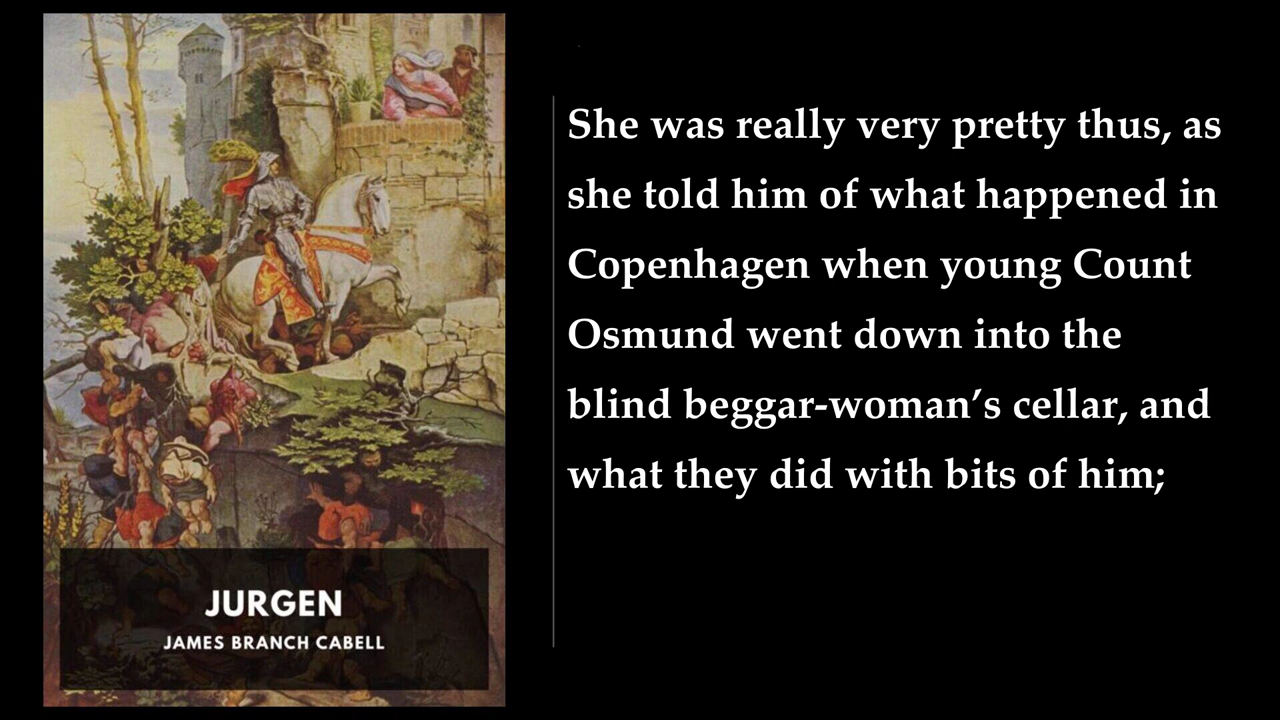 JURGEN
JAMES BRANCH CABELL
She was really very pretty thus, as
she told him of what happened in
Copenhagen when young Count
Osmund went down into the
blind beggar-woman’s cellar, and
what they did with bits of him;